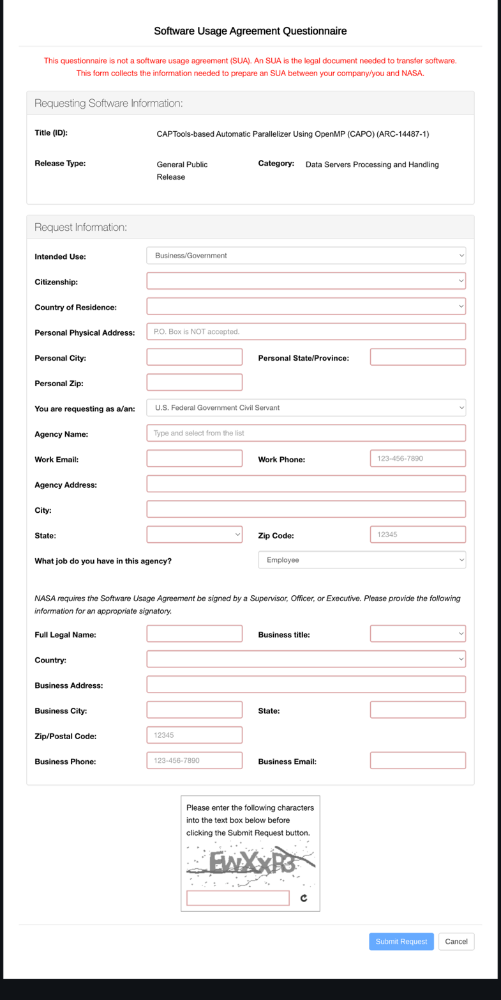 Software Usage Agreement Questionnaire
This questionnaire is not a software usage agreement (SUA). An SUA is the legal document needed to transfer software.
This form collects the information needed to prepare an SUA between your company/you and NASA.
Requesting Software Information:
Title (ID): CAPTools-based Automatic Parallelizer Using OpenMP (CAPO) (ARC-14487-1)
Release Type: General Public Category: Data Servers Processing and Handling
Release
Request Information:
Intended Use: Business/Government
Citizenship:
Country of Residence:
Personal Physical Address: P.O. Box is NOT accepted.
Personal City: Personal State/Province:
Personal Zip:
You are requesting as a/an: U.S. Federal Government Civil Servant
Agency Name: Type and select from the list
Work Email: Work Phone: 123-456-7890
Agency Address:
City:
State: Zip Code: 12345
What job do you have in this agency? Employee
NASA requires the Software Usage Agreement be signed by a Supervisor, Officer, or Executive. Please provide the following
information for an appropriate signatory.
Full Legal Name: Business title:
Country:
Business Address:
Business City: State:
Zip/Postal Code: 12345
Business Phone: 123-456-7890 Business Email:
Please enter the following characters
into the text box below before
clicking the Submit Request button.
Submit Request Cancel